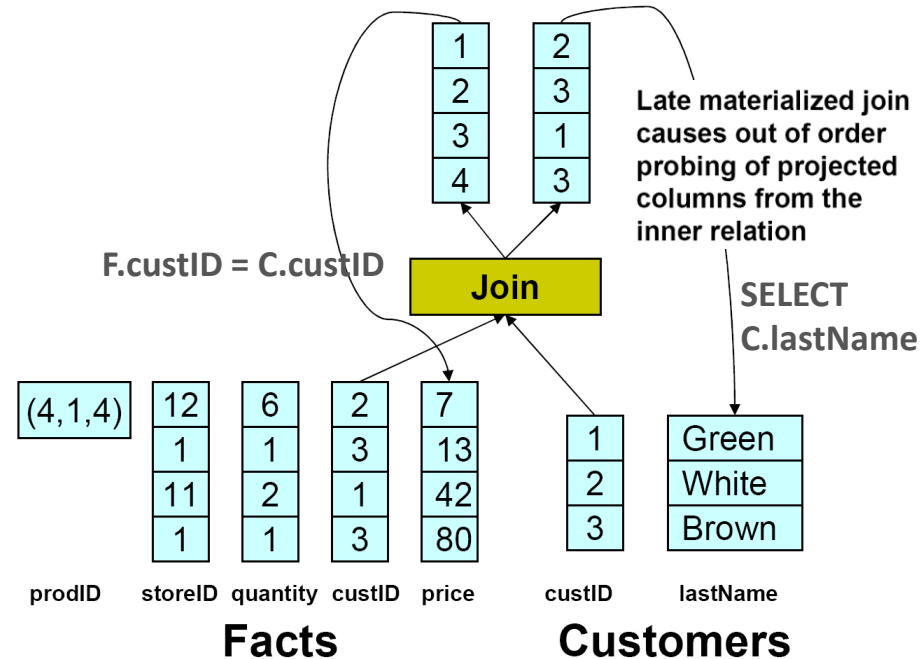 1 2
2 3
3 1
4 3
Late materialized join
causes out of order
probing of projected
columns from the
inner relation
F.custID = C.custID
Join
SELECT
C.lastName
(4,1,4) 12 6 2 7
1 1 3 13
11 2 1 42
1 1 3 80
1 Green
2 White
3 Brown
prodID storeID quantity custID price custID lastName
Facts Customers